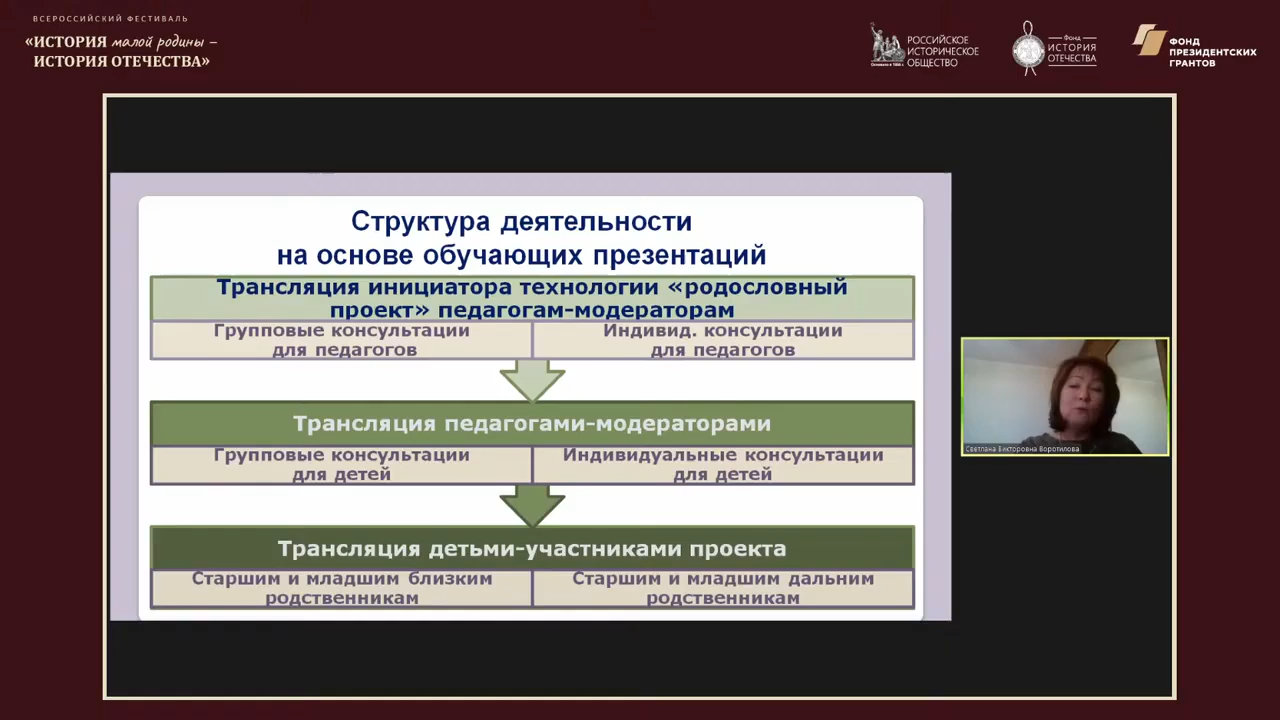 ВСЕРОССИЙСКИЙ ФЕСТИВАЛЬ
«ИСТОРИЯ малой родины –
ИСТОРИЯ ОТЕЧЕСТВА»
РОССИЙСКОЕ
ИСТОРИЧЕСКОЕ
ОБЩЕСТВО
Основано в 1866 г.
Фонд
ИСТОРИЯ
ОТЕЧЕСТВА
ФОНД
ПРЕЗИДЕНТСКИХ
ГРАНТОВ
Структура деятельности
на основе обучающих презентаций
Трансляция инициатора технологии «родословный
проект» педагогам-модераторам
Групповые консультации
для педагогов
Индивид. консультации
для педагогов
Трансляция педагогами-модераторами
Групповые консультации
для детей
Индивидуальные консультации
для детей
Трансляция детьми-участниками проекта
Старшим и младшим близким
родственникам
Старшим и младшим дальним
родственникам
Светлана Викторовна Воротилова